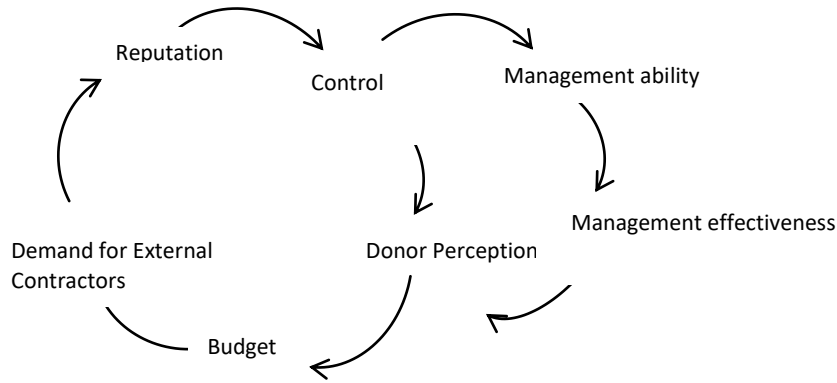 Reputation
Control
Management ability
Management effectiveness
Demand for External
Contractors
Donor Perception
Budget